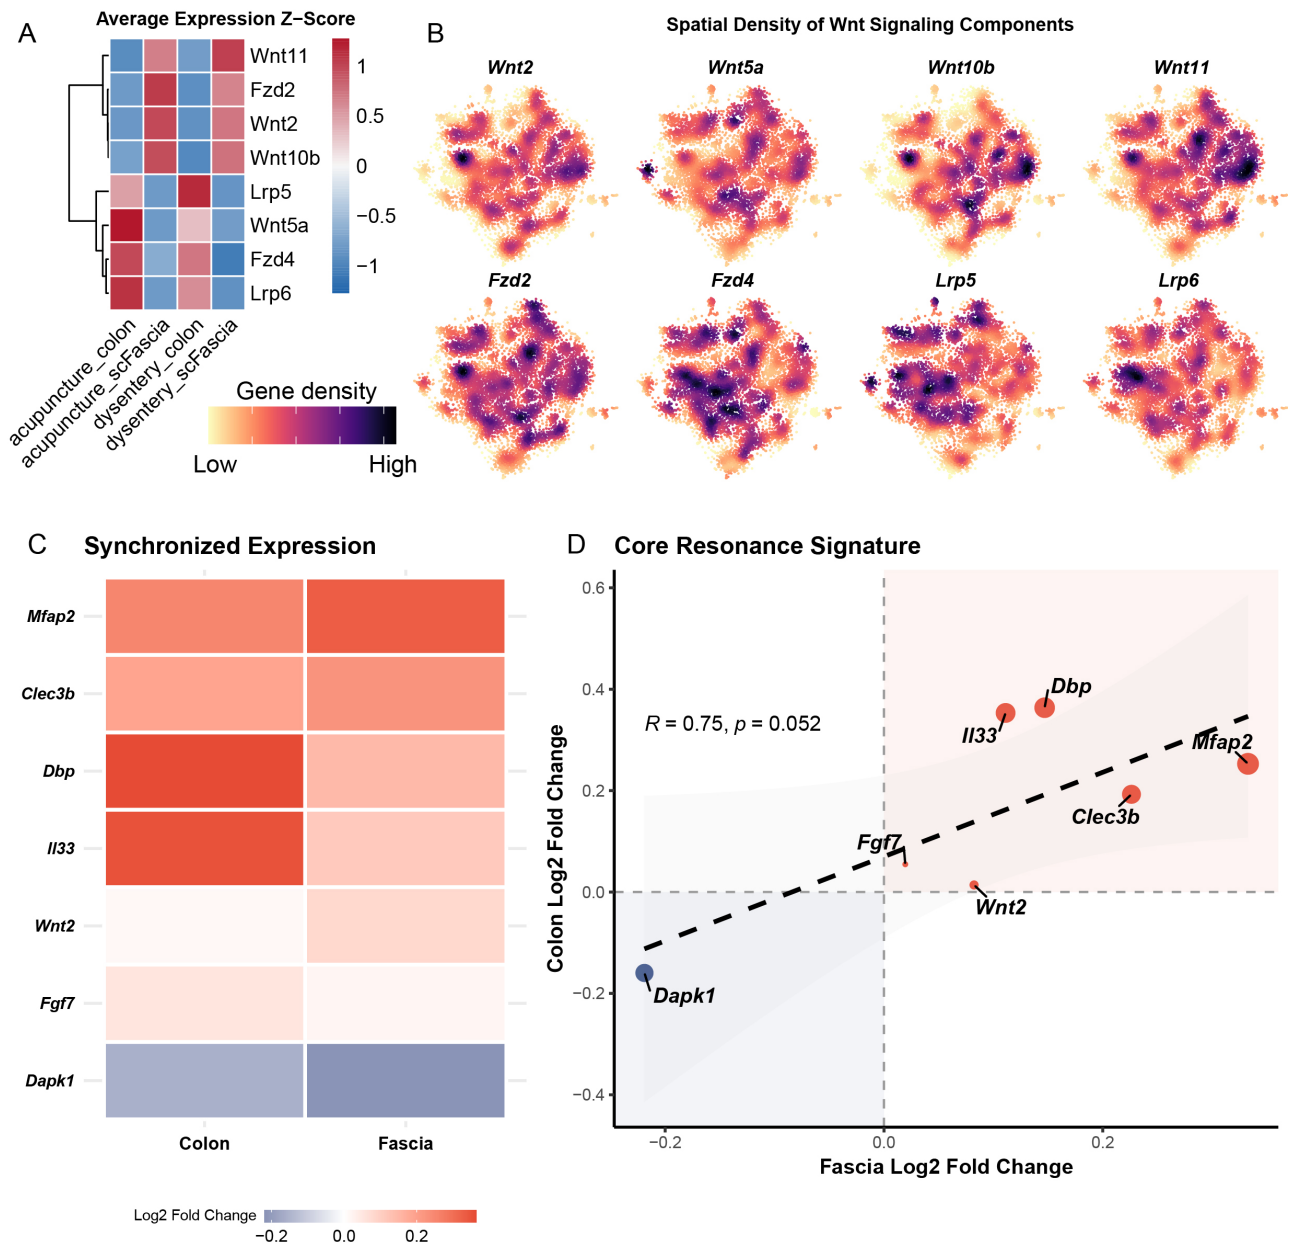 A
Average Expression Z−Score
Wnt11
Fzd2
Wnt2
Wnt10b
Lrp5
Wnt5a
Fzd4
Lrp6
1
0.5
0
−0.5
−1
acupuncture_colon
acupuncture_scFascia
dysentery_colon
dysentery_scFascia
Gene density
Low
High
B
Spatial Density of Wnt Signaling Components
Wnt2
Wnt5a
Wnt10b
Wnt11
Fzd2
Fzd4
Lrp5
Lrp6
C
Synchronized Expression
Mfap2
Clec3b
Dbp
Il33
Wnt2
Fgf7
Dapk1
Colon
Fascia
Log2 Fold Change
−0.2
0.0
0.2
D
Core Resonance Signature
Colon Log2 Fold Change
0.6
0.4
0.2
0.0
−0.2
−0.4
R = 0.75, p = 0.052
Dbp
Il33
Mfap2
Clec3b
Fgf7
Wnt2
Dapk1
−0.2
0.0
0.2
Fascia Log2 Fold Change